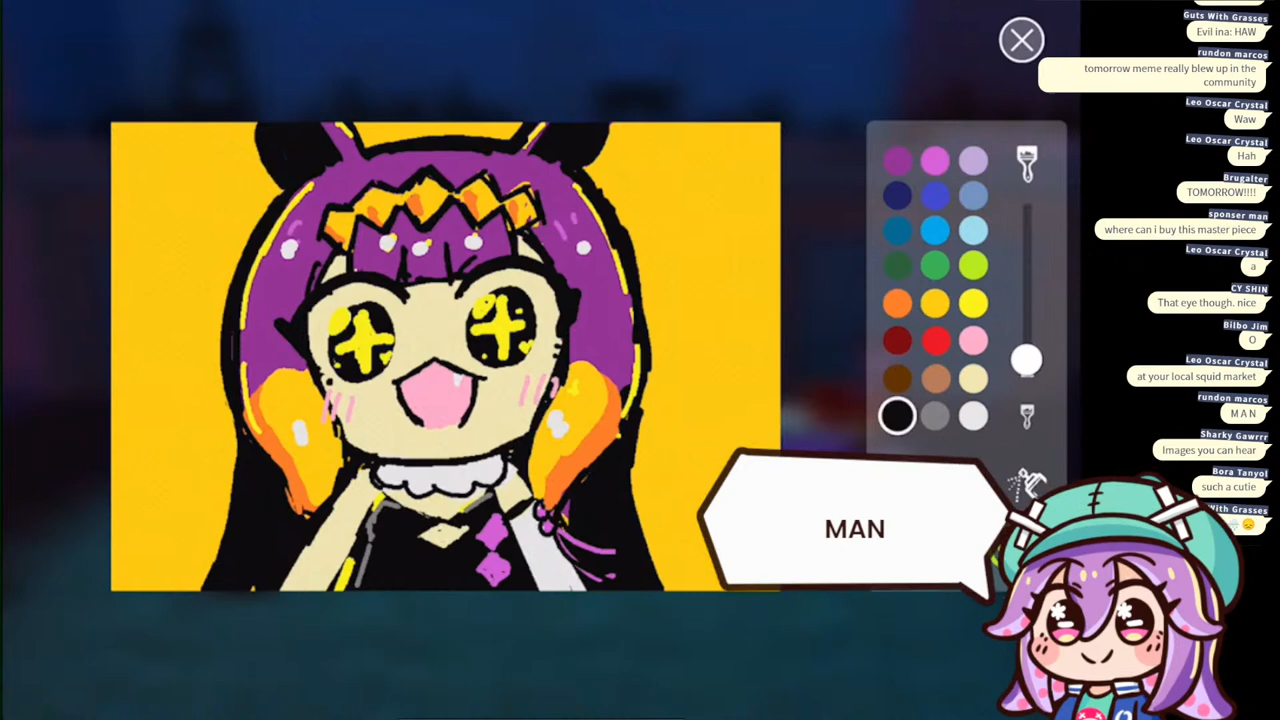 Guts With Grasses
Evil ina: HAW
rundon marcos
tomorrow meme really blew up in the
community
Leo Oscar Crystal
Waw
Leo Oscar Crystal
Hah
Brugalter
TOMORROW!!!!
sponser man
where can i buy this master piece
Leo Oscar Crystal
a
CY SHIN
That eye though. nice
Bilbo Jim
O
Leo Oscar Crystal
at your local squid market
rundon marcos
M A N
Sharky Gawrrr
Images you can hear
Bora Tanyol
such a cutie
With Grasses
MAN